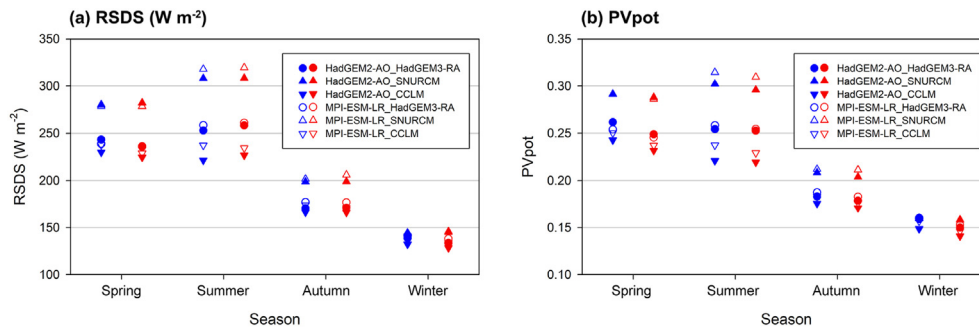 (a) RSDS (W m⁻²)
350
300
250
200
150
100
RSDS (W m⁻²)
HadGEM2-AO_HadGEM3-RA
HadGEM2-AO_SNURCM
HadGEM2-AO_CCLM
MPI-ESM-LR_HadGEM3-RA
MPI-ESM-LR_SNURCM
MPI-ESM-LR_CCLM
Spring Summer Autumn Winter
Season
(b) PVpot
0.35
0.30
0.25
0.20
0.15
0.10
PVpot
HadGEM2-AO_HadGEM3-RA
HadGEM2-AO_SNURCM
HadGEM2-AO_CCLM
MPI-ESM-LR_HadGEM3-RA
MPI-ESM-LR_SNURCM
MPI-ESM-LR_CCLM
Spring Summer Autumn Winter
Season